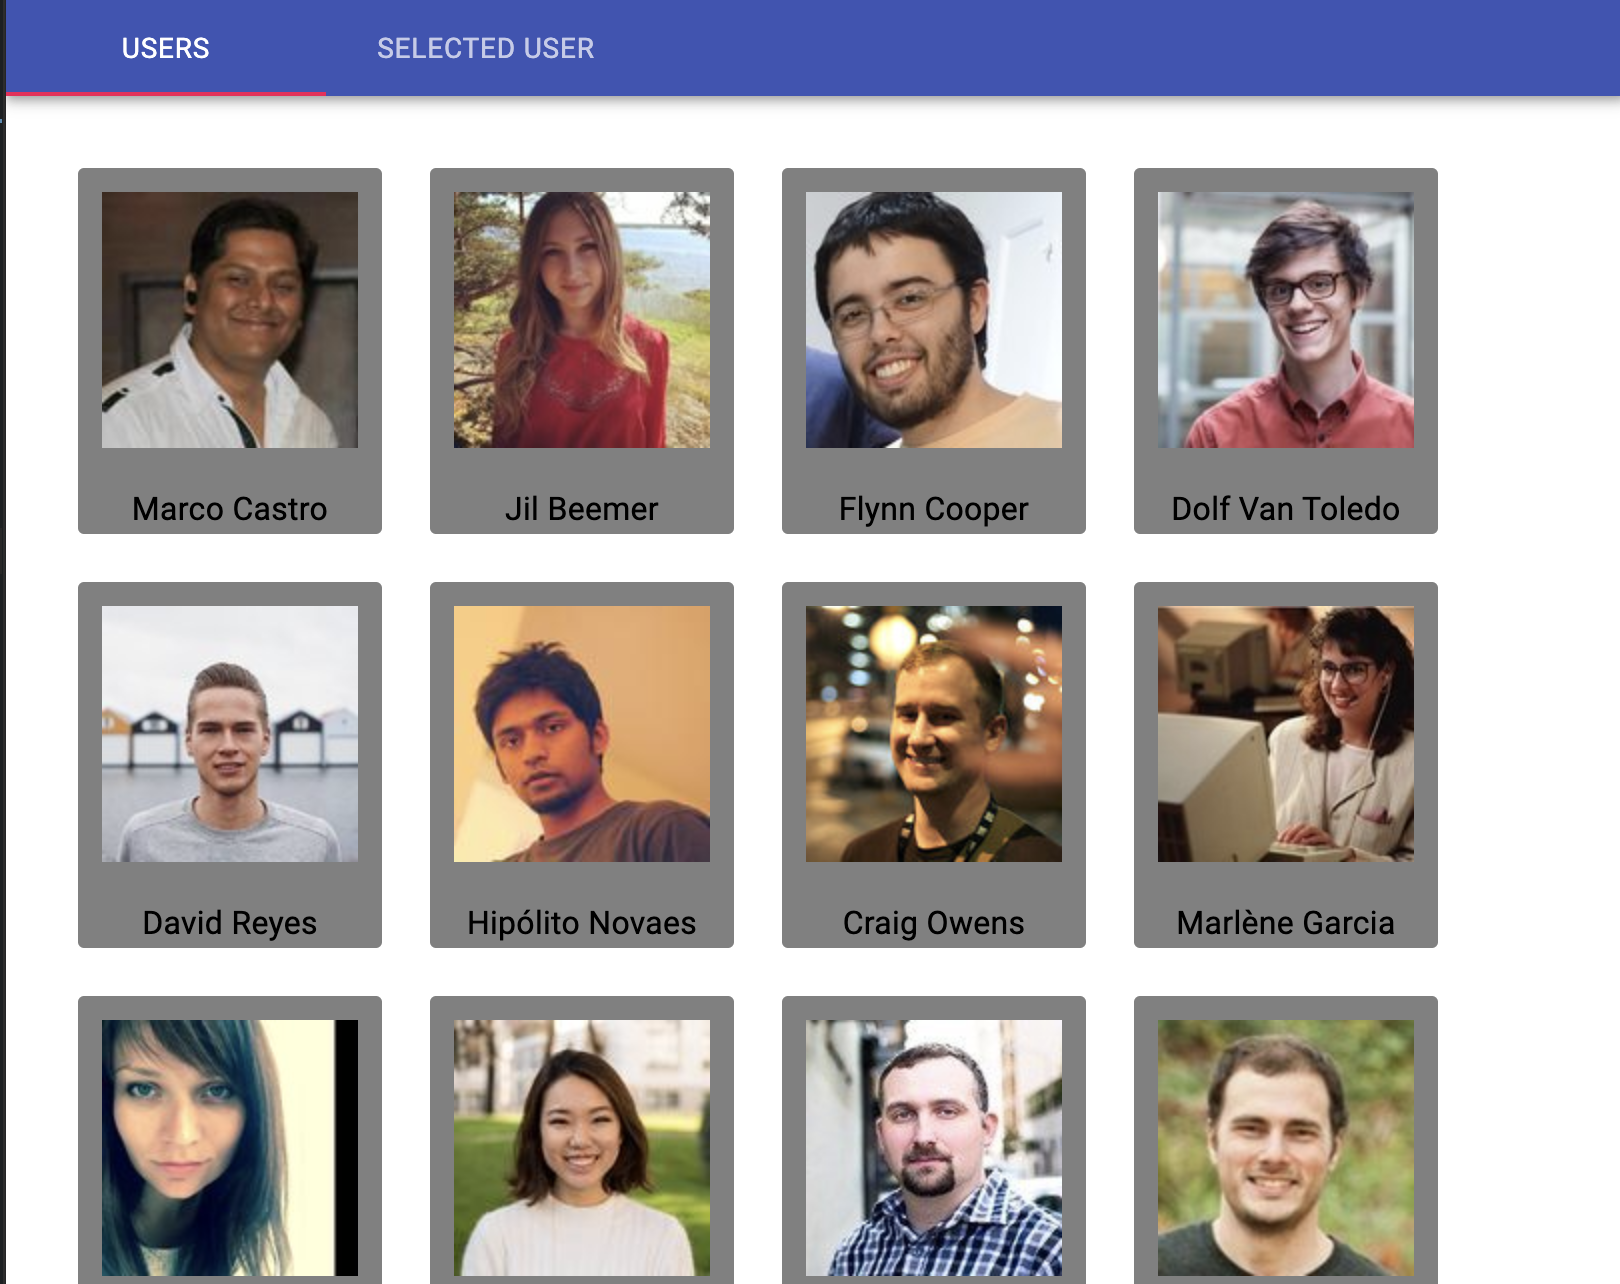 USERS SELECTED USER
Marco Castro
Jil Beemer
Flynn Cooper
Dolf Van Toledo
David Reyes
Hipólito Novaes
Craig Owens
Marlène Garcia